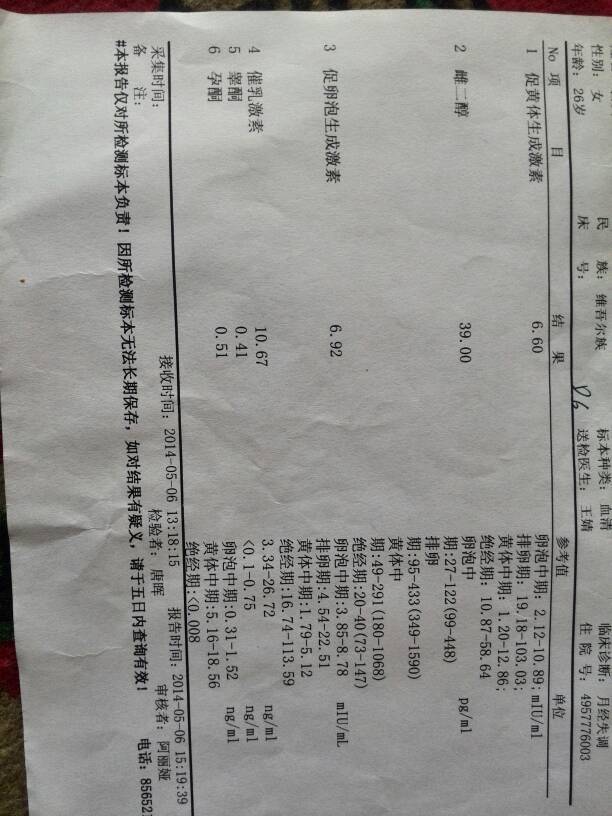 性别: 女 民 族: 维吾尔族 标本种类: 血清 临床诊断: 月经失调
年龄: 26岁 床 号: D6 送检医生: 王婧 住 院 号: 4957776003
No 项 目 结 果 参考值 单位
1 促黄体生成激素 6.60 卵泡中期: 2.12-10.89; mIU/ml
排卵期: 19.18-103.03;
黄体中期: 1.20-12.86;
绝经期: 10.87-58.64
2 雌二醇 39.00 卵泡中 pg/ml
期:27-122(99-448)
排卵
期:95-433(349-1590)
黄体中
期:49-291(180-1068)
绝经期:20-40(73-147)
3 促卵泡生成激素 6.92 卵泡中期:3.85-8.78 mIU/mL
排卵期:4.54-22.51
黄体中期:1.79-5.12
绝经期:16.74-113.59
4 催乳激素 10.67 3.34-26.72 ng/ml
5 睾酮 0.41 <0.1-0.75 ng/ml
6 孕酮 0.51 卵泡中期:0.31-1.52 ng/ml
黄体中期:5.16-18.56
绝经期:<0.008
采集时间: 接收时间: 2014-05-06 13:18:15 报告时间: 2014-05-06 15:19:39
备 注: 检验者: 唐晖 审核者: 阿丽娅
#本报告仅对所检测标本负责! 因所检测标本无法长期保存, 如对结果有疑义, 请于五日内查询有效! 电话: 856521